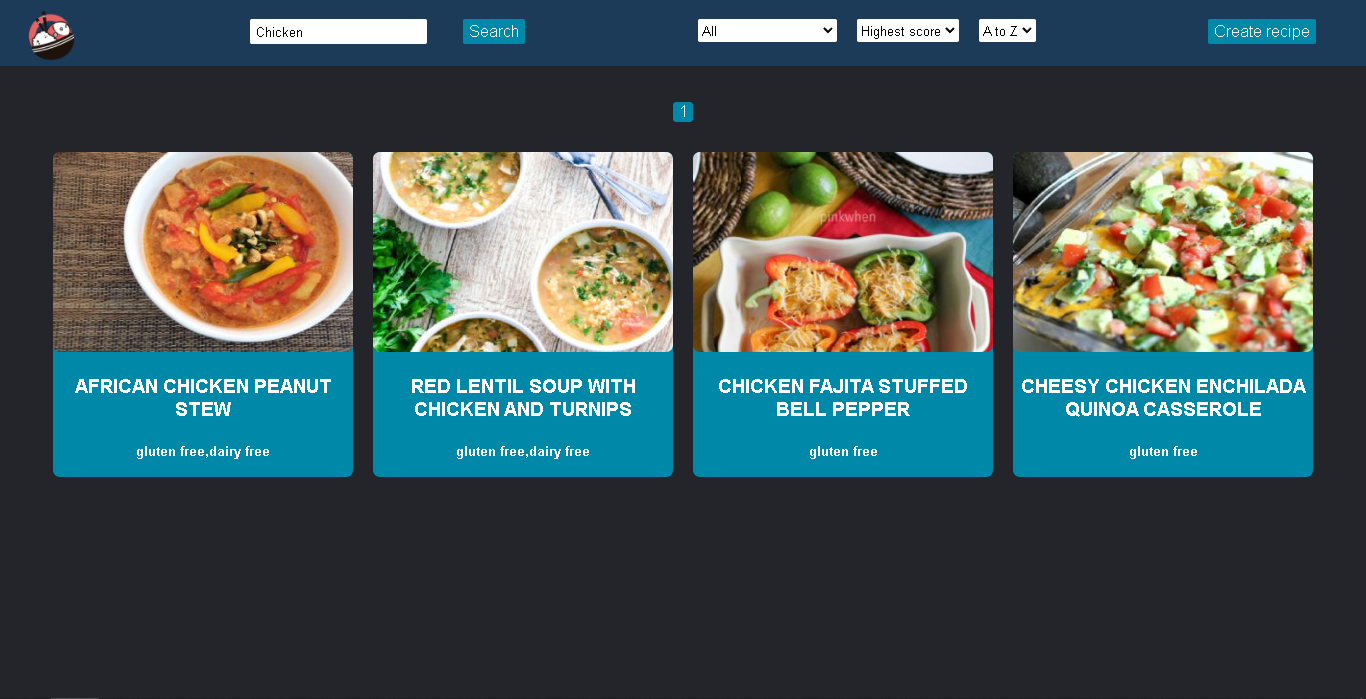 Chicken
Search
All
Highest score
A to Z
Create recipe
1
pinkwhen
AFRICAN CHICKEN PEANUT
STEW
gluten free,dairy free
RED LENTIL SOUP WITH
CHICKEN AND TURNIPS
gluten free,dairy free
CHICKEN FAJITA STUFFED
BELL PEPPER
gluten free
CHEESY CHICKEN ENCHILADA
QUINOA CASSEROLE
gluten free